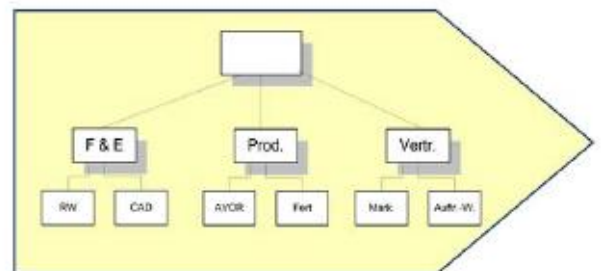 F & E
Prod.
Vertr.
RW
CAD
AVOR
Fert
Mark.
Auftr.-W.